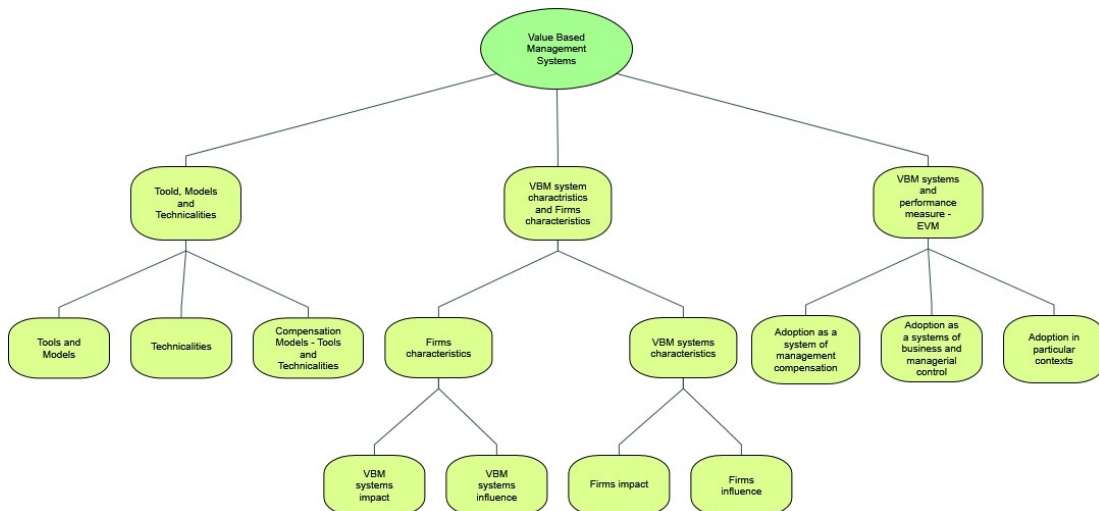 Value Based
Management
Systems
Toold, Models
and
Technicalities
VBM system
charactristics
and Firms
characteristics
VBM systems
and
performance
measure -
EVM
Tools and
Models
Technicalities
Compensation
Models - Tools
and
Technicalities
Firms
characteristics
VBM systems
characteristics
Adoption as a
system of
management
compensation
Adoption as
a systems of
business and
managerial
control
Adoption in
particular
contexts
VBM
systems
impact
VBM
systems
influence
Firms impact
Firms
influence